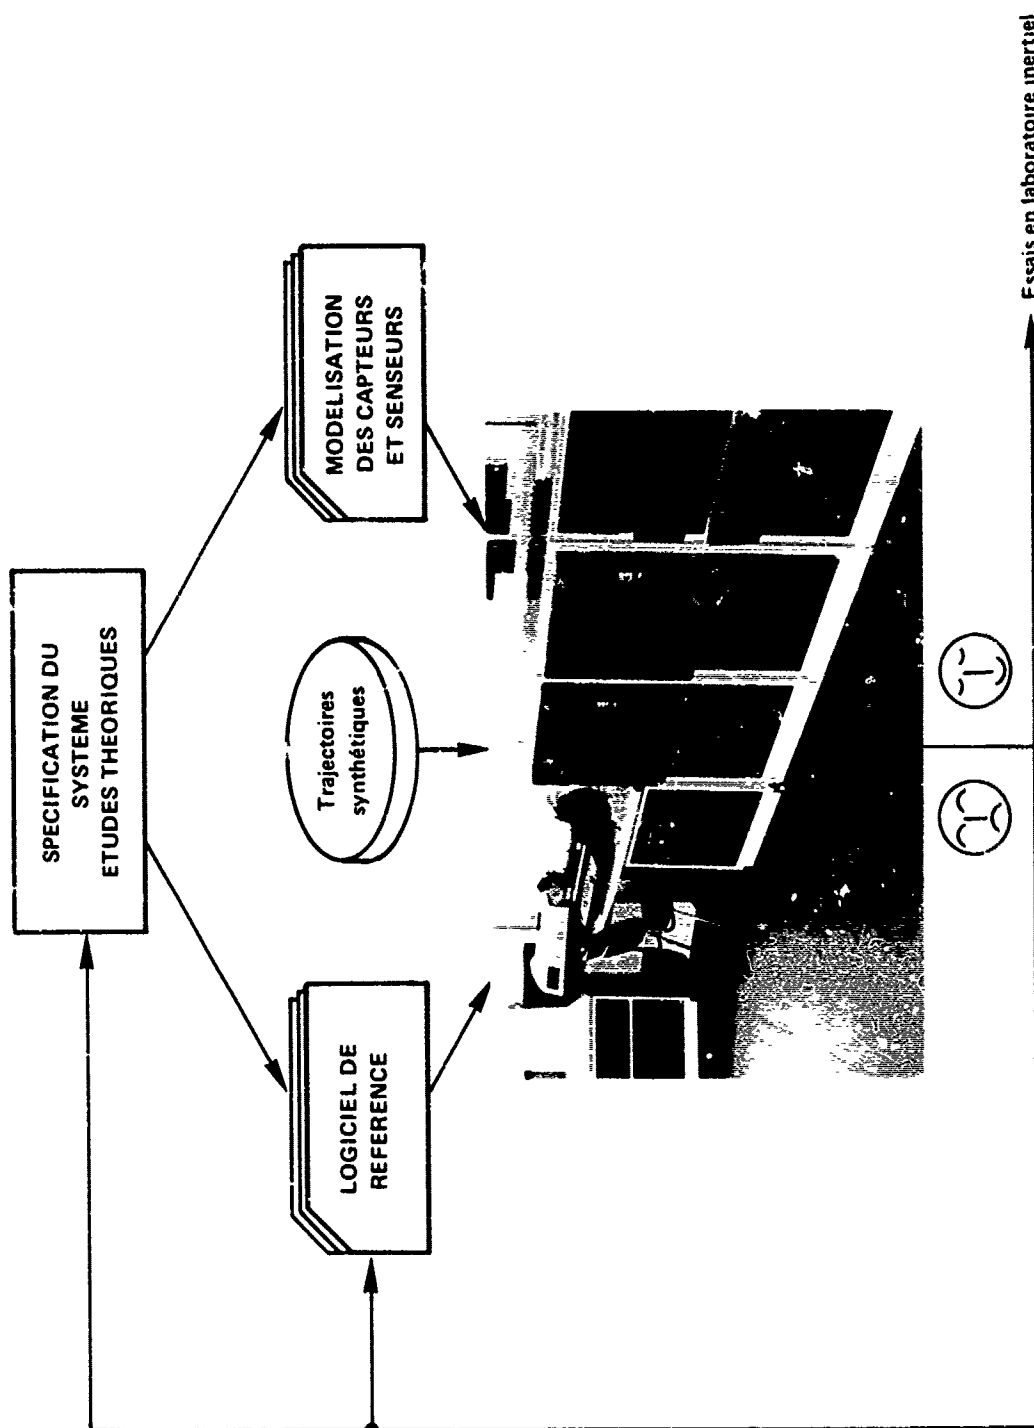 SPECIFICATION DU
SYSTEME
ETUDES THEORIQUES
LOGICIEL DE
REFERENCE
Trajectoires
synthétiques
MODELISATION
DES CAPTEURS
ET SENSEURS
Essais en laboratoire inertiel